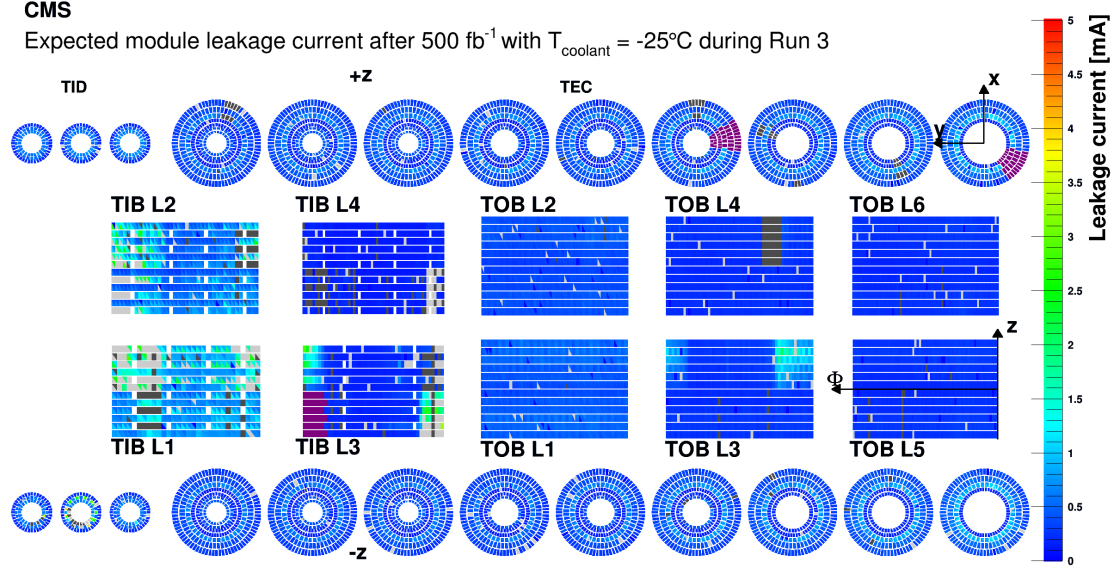 CMS
Expected module leakage current after 500 fb⁻¹ with T_coolant = -25°C during Run 3
TID
+z
TEC
x
y
TIB L2
TIB L4
TOB L2
TOB L4
TOB L6
z
Φ
TIB L1
TIB L3
TOB L1
TOB L3
TOB L5
-z
5
4.5
4
3.5
3
2.5
2
1.5
1
0.5
0
Leakage current [mA]